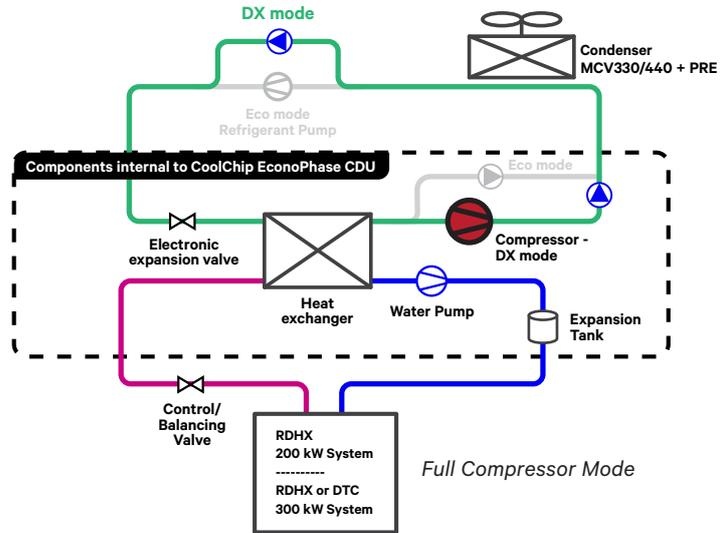 DX mode
Condenser
MCV330/440 + PRE
Eco mode
Refrigerant Pump
Components internal to CoolChip EconoPhase CDU
Eco mode
Electronic
expansion valve
Compressor -
DX mode
Heat
exchanger
Water Pump
Expansion
Tank
Control/
Balancing
Valve
RDHX
200 kW System
----------
RDHX or DTC
300 kW System
Full Compressor Mode